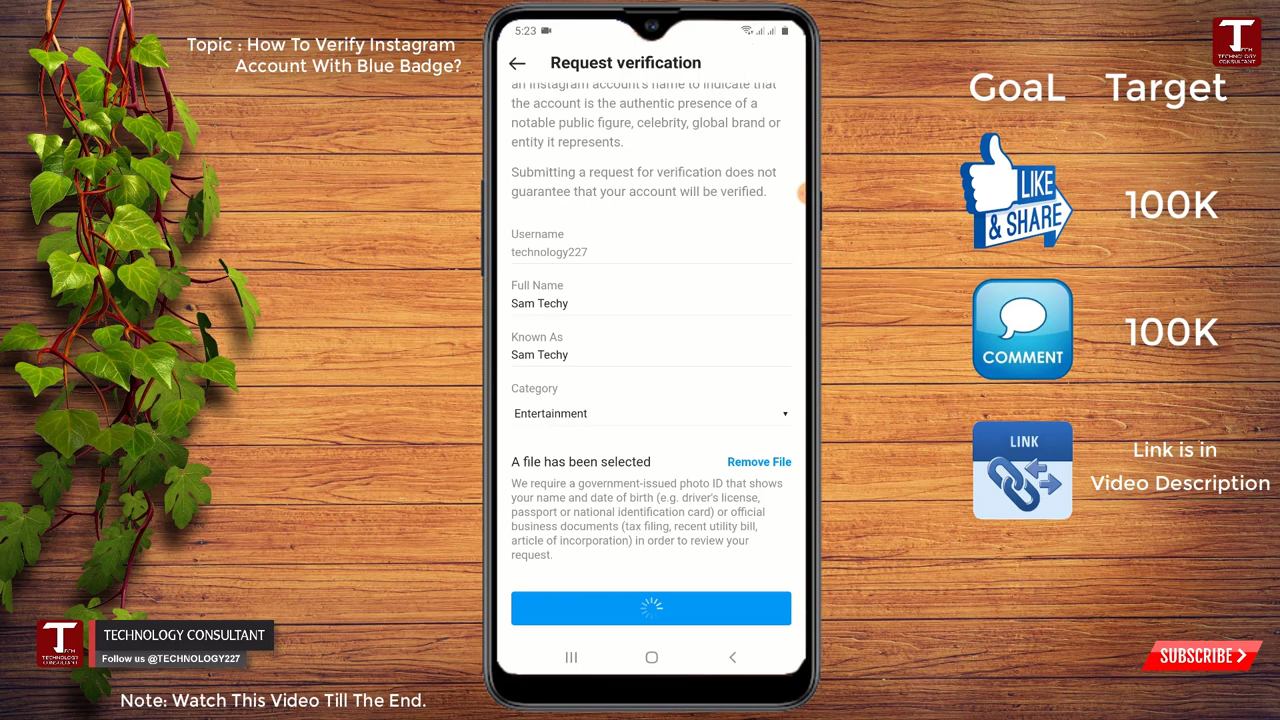 Topic : How To Verify Instagram
Account With Blue Badge?
5:23
Request verification
an Instagram account's name to indicate that
the account is the authentic presence of a
notable public figure, celebrity, global brand or
entity it represents.
Submitting a request for verification does not
guarantee that your account will be verified.
Username
technology227
Full Name
Sam Techy
Known As
Sam Techy
Category
Entertainment
A file has been selected
Remove File
We require a government-issued photo ID that shows
your name and date of birth (e.g. driver's license,
passport or national identification card) or official
business documents (tax filing, recent utility bill,
article of incorporation) in order to review your
request.
T
TECH
TECHNOLOGY
CONSULTANT
GoaL Target
LIKE
& SHARE
100K
COMMENT
100K
LINK
Link is in
Video Description
T
TECH
TECHNOLOGY
CONSULTANT
TECHNOLOGY CONSULTANT
Follow us @TECHNOLOGY227
SUBSCRIBE
Note: Watch This Video Till The End.